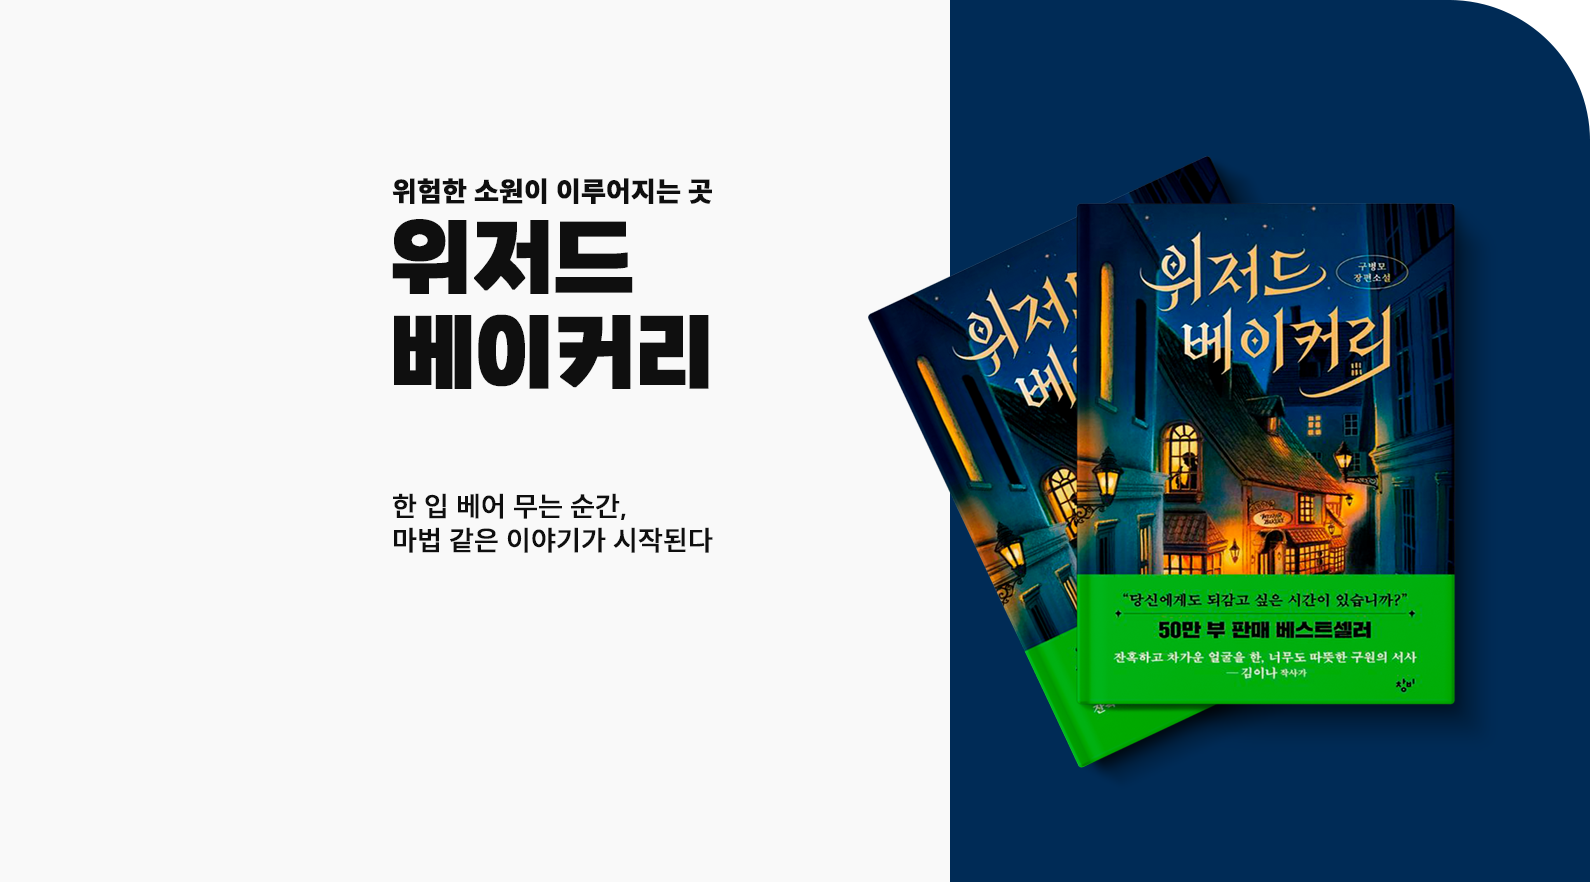 위험한 소원이 이루어지는 곳
위저드
베이커리
한 입 베어 무는 순간,
마법 같은 이야기가 시작된다
위저드
베이커리
구병모
장편소설
“당신에게도 되감고 싶은 시간이 있습니까?”
50만 부 판매 베스트셀러
잔혹하고 차가운 얼굴을 한, 너무도 따뜻한 구원의 서사
— 김이나 작사가
창비
위저
베